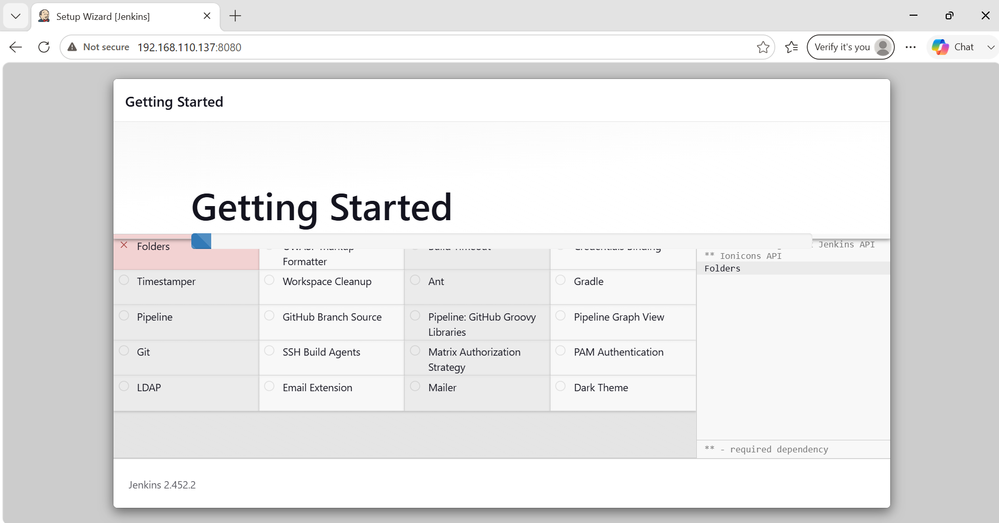 Setup Wizard [Jenkins]
Not secure 192.168.110.137:8080
Verify it's you
Chat
Getting Started
Getting Started
Folders
Formatter
Jenkins API
** Ionicons API
Folders
Timestamper
Workspace Cleanup
Ant
Gradle
Pipeline
GitHub Branch Source
Pipeline: GitHub Groovy
Libraries
Pipeline Graph View
Git
SSH Build Agents
Matrix Authorization
Strategy
PAM Authentication
LDAP
Email Extension
Mailer
Dark Theme
** - required dependency
Jenkins 2.452.2